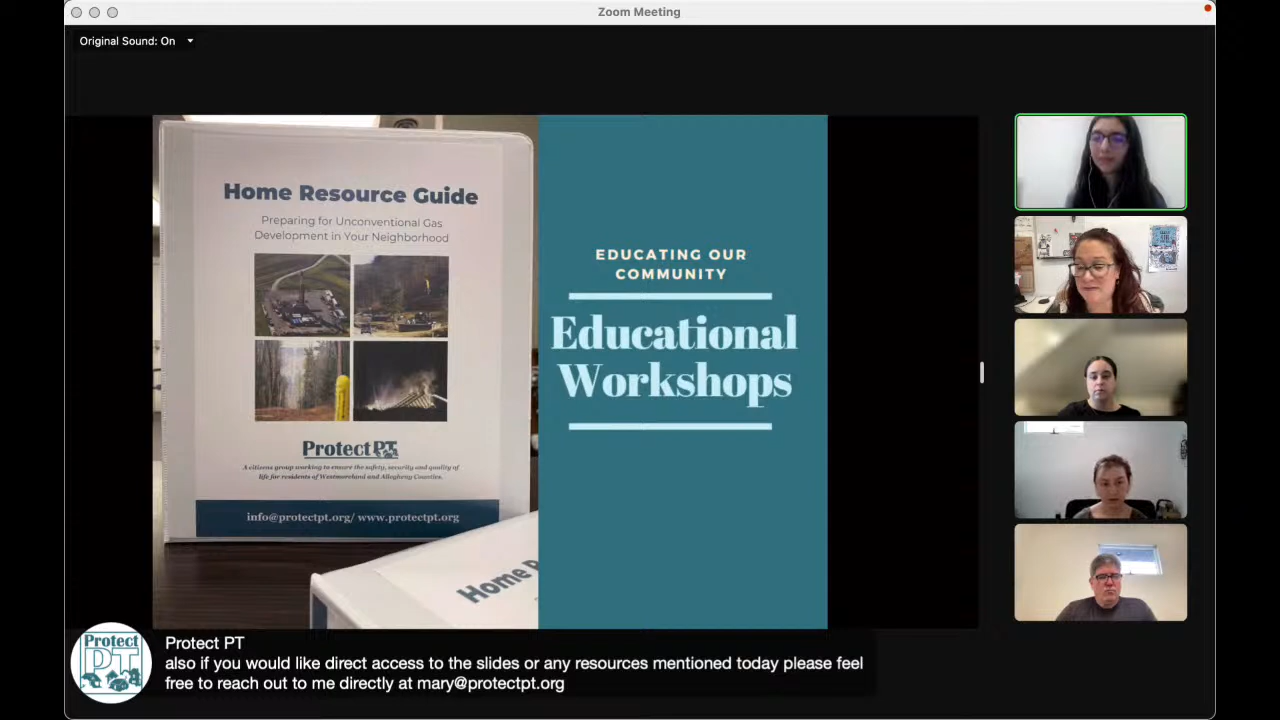 Zoom Meeting
Original Sound: On
Home Resource Guide
Preparing for Unconventional Gas
Development in Your Neighborhood
Protect PT
A citizens group working to ensure the safety, security and quality of
life for residents of Westmoreland and Allegheny Counties.
info@protectpt.org/ www.protectpt.org
Home R
EDUCATING OUR
COMMUNITY
Educational
Workshops
Protect
PT
Protect PT
also if you would like direct access to the slides or any resources mentioned today please feel
free to reach out to me directly at mary@protectpt.org